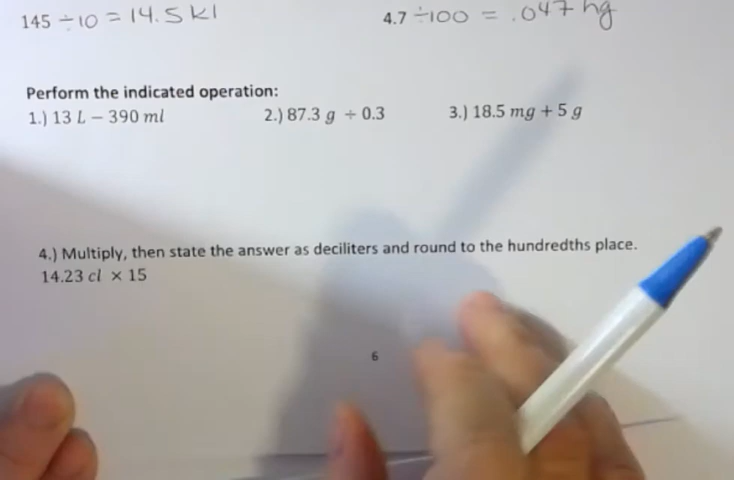 145 ÷10 = 14.5 kl 4.7 ÷100 = .047 hg
Perform the indicated operation:
1.) 13 L − 390 ml 2.) 87.3 g ÷ 0.3 3.) 18.5 mg + 5 g
4.) Multiply, then state the answer as deciliters and round to the hundredths place.
14.23 cl × 15
6